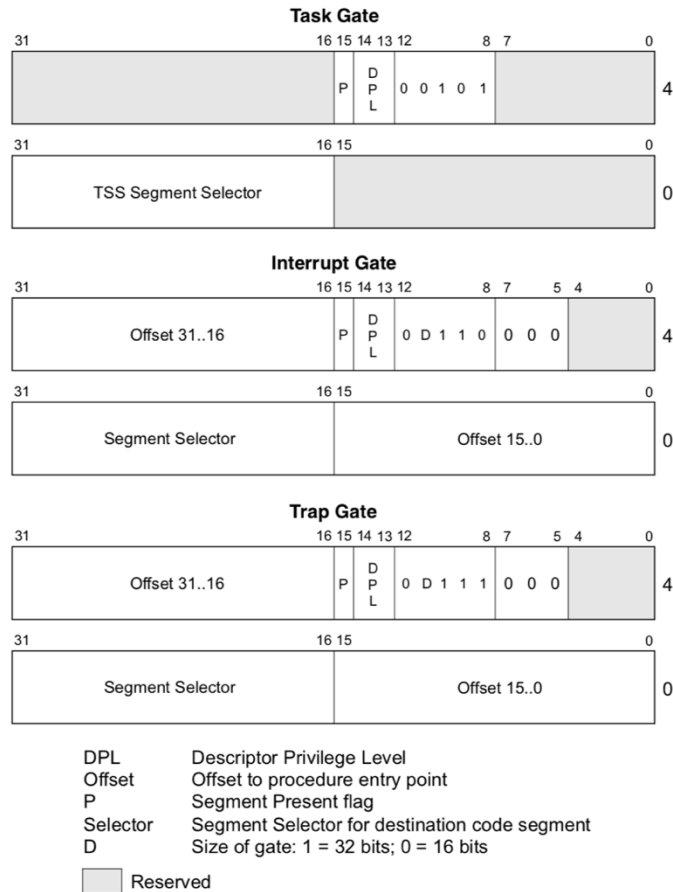 Task Gate
31 16 15 14 13 12 8 7 0
P D P L 0 0 1 0 1 4
31 16 15 0
TSS Segment Selector 0
Interrupt Gate
31 16 15 14 13 12 8 7 5 4 0
Offset 31..16 P D P L 0 D 1 1 0 0 0 0 4
31 16 15 0
Segment Selector Offset 15..0 0
Trap Gate
31 16 15 14 13 12 8 7 5 4 0
Offset 31..16 P D P L 0 D 1 1 1 0 0 0 4
31 16 15 0
Segment Selector Offset 15..0 0
DPL Descriptor Privilege Level
Offset Offset to procedure entry point
P Segment Present flag
Selector Segment Selector for destination code segment
D Size of gate: 1 = 32 bits; 0 = 16 bits
Reserved